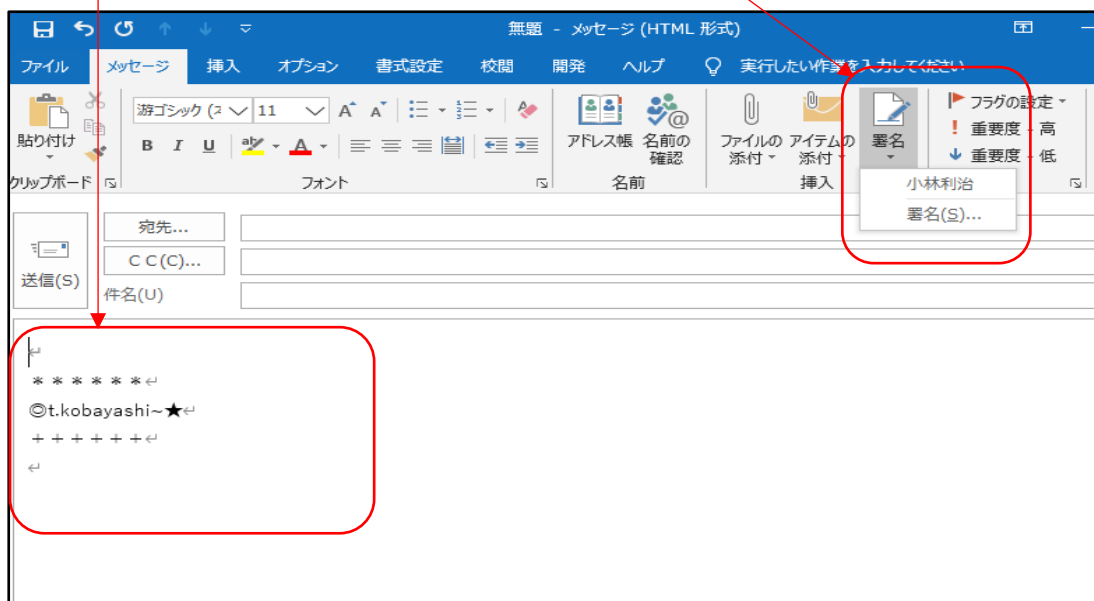 無題 - メッセージ (HTML 形式)
ファイル メッセージ 挿入 オプション 書式設定 校閲 開発 ヘルプ 実行したい作業を入力してください
游ゴシック (ス 11 A A
フラグの設定
貼り付け B I U ab A アドレス帳 名前の確認 ファイルの添付 アイテムの添付 署名
! 重要度 - 高
重要度 - 低
クリップボード フォント 名前 挿入
小林利治
署名(S)...
宛先...
C C (C)...
送信(S)
件名(U)
↵
＊＊＊＊＊＊↵
◎t.kobayashi~★↵
＋＋＋＋＋＋↵
↵